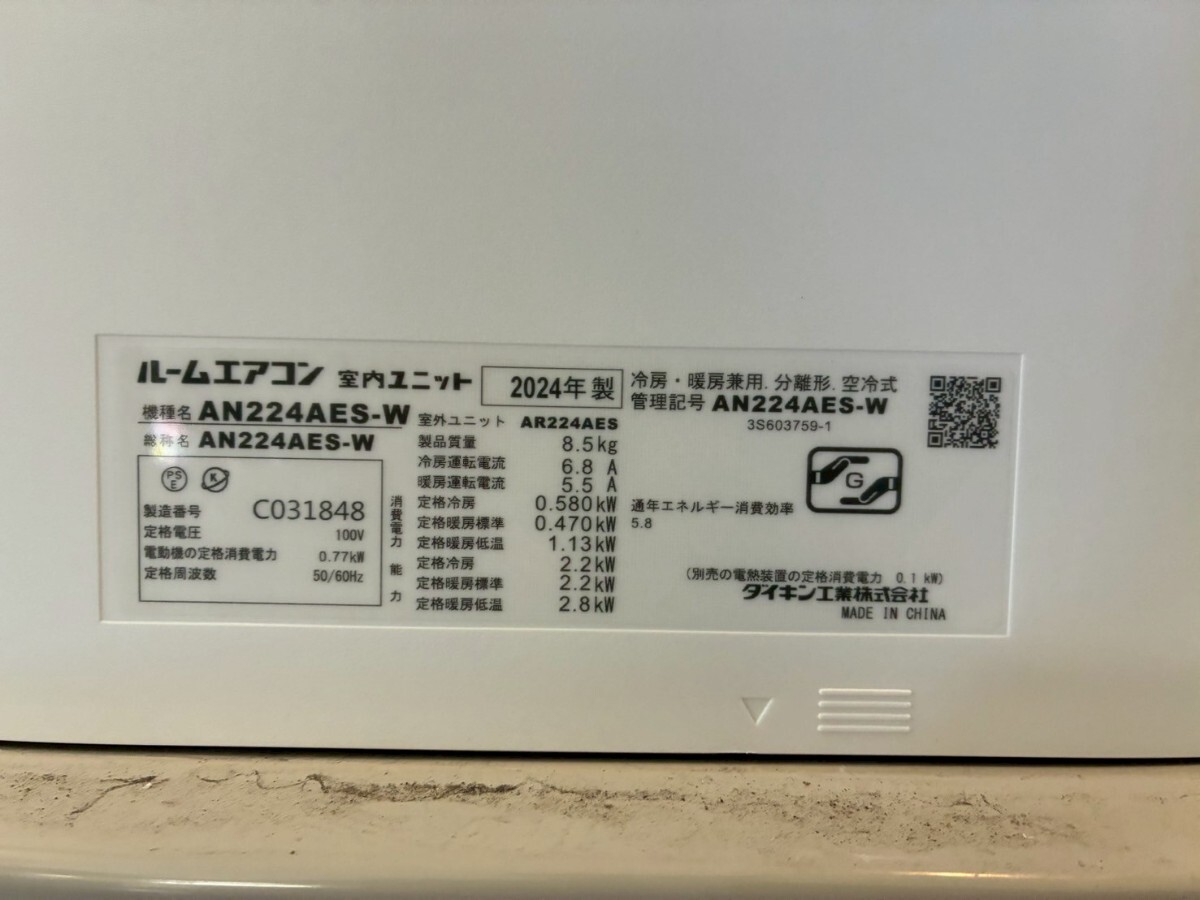 ルームエアコン 室内ユニット 2024年 製
機種名 AN224AES-W
総称名 AN224AES-W
PS
E
K
製造番号 C031848
定格電圧 100V
電動機の定格消費電力 0.77kW
定格周波数 50/60Hz
室外ユニット AR224AES
製品質量 8.5kg
冷房運転電流 6.8 A
暖房運転電流 5.5 A
消費電力
定格冷房 0.580kW
定格暖房標準 0.470kW
定格暖房低温 1.13kW
能力
定格冷房 2.2kW
定格暖房標準 2.2kW
定格暖房低温 2.8kW
冷房・暖房兼用. 分離形. 空冷式
管理記号 AN224AES-W
3S603759-1
G
通年エネルギー消費効率
5.8
(別売の電熱装置の定格消費電力 0.1 kW)
ダイキン工業株式会社
MADE IN CHINA